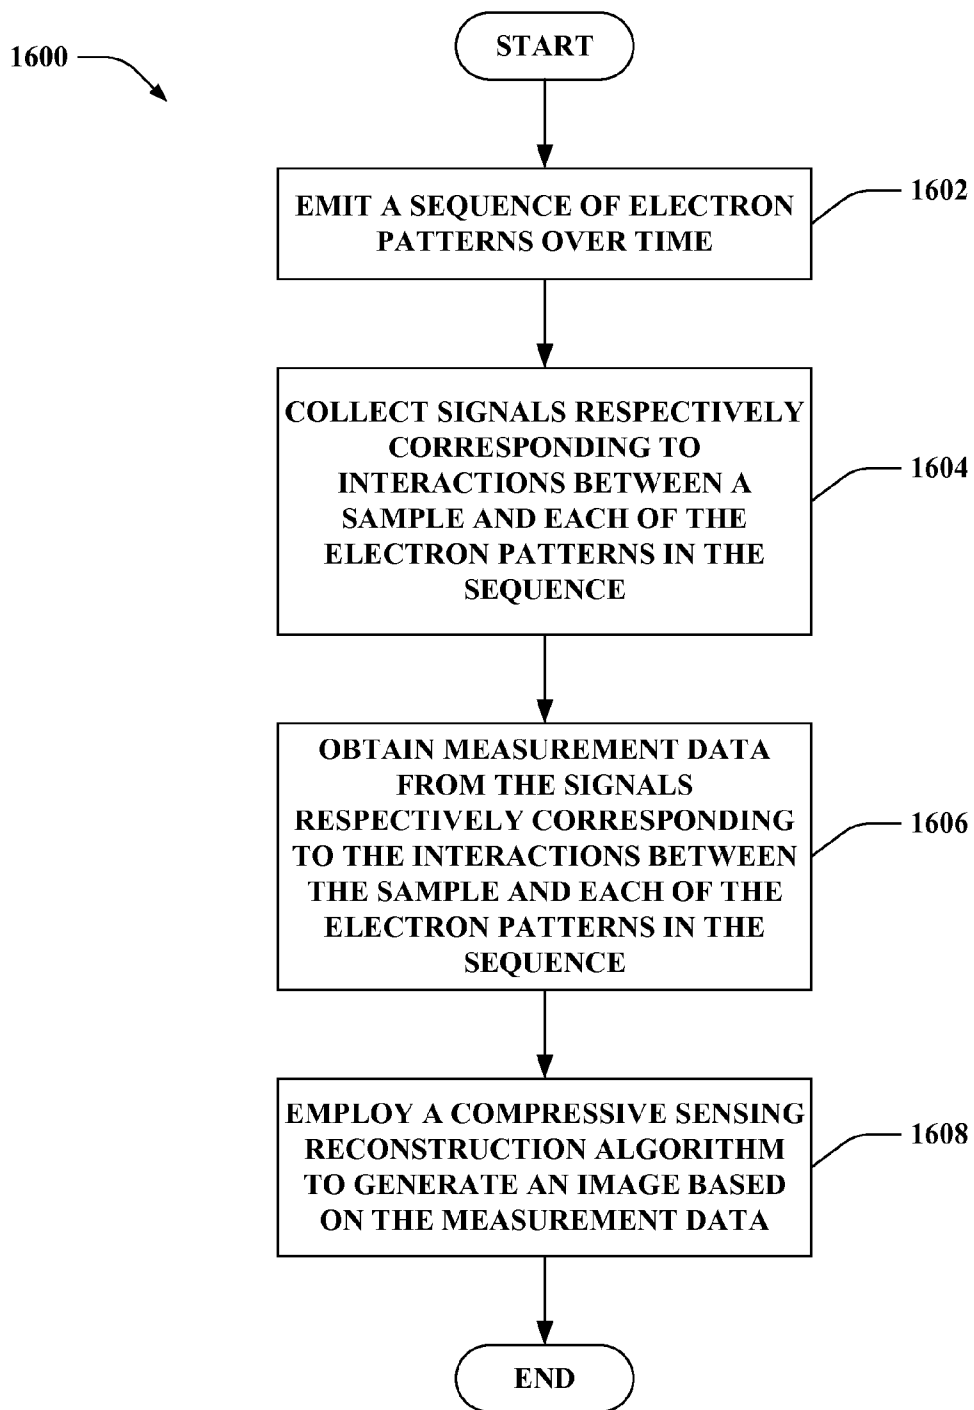 1600
START
EMIT A SEQUENCE OF ELECTRON
PATTERNS OVER TIME
1602
COLLECT SIGNALS RESPECTIVELY
CORRESPONDING TO
INTERACTIONS BETWEEN A
SAMPLE AND EACH OF THE
ELECTRON PATTERNS IN THE
SEQUENCE
1604
OBTAIN MEASUREMENT DATA
FROM THE SIGNALS
RESPECTIVELY CORRESPONDING
TO THE INTERACTIONS BETWEEN
THE SAMPLE AND EACH OF THE
ELECTRON PATTERNS IN THE
SEQUENCE
1606
EMPLOY A COMPRESSIVE SENSING
RECONSTRUCTION ALGORITHM
TO GENERATE AN IMAGE BASED
ON THE MEASUREMENT DATA
1608
END